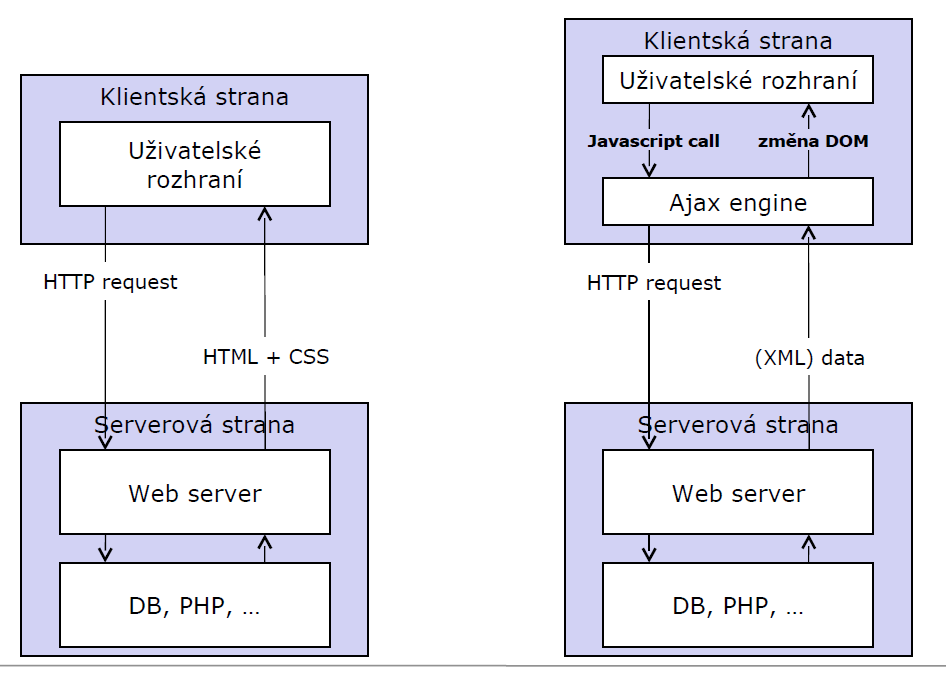 Klientská strana
Uživatelské
rozhraní
HTTP request
HTML + CSS
Serverová strana
Web server
DB, PHP, ...
Klientská strana
Uživatelské rozhraní
Javascript call
změna DOM
Ajax engine
HTTP request
(XML) data
Serverová strana
Web server
DB, PHP, ...